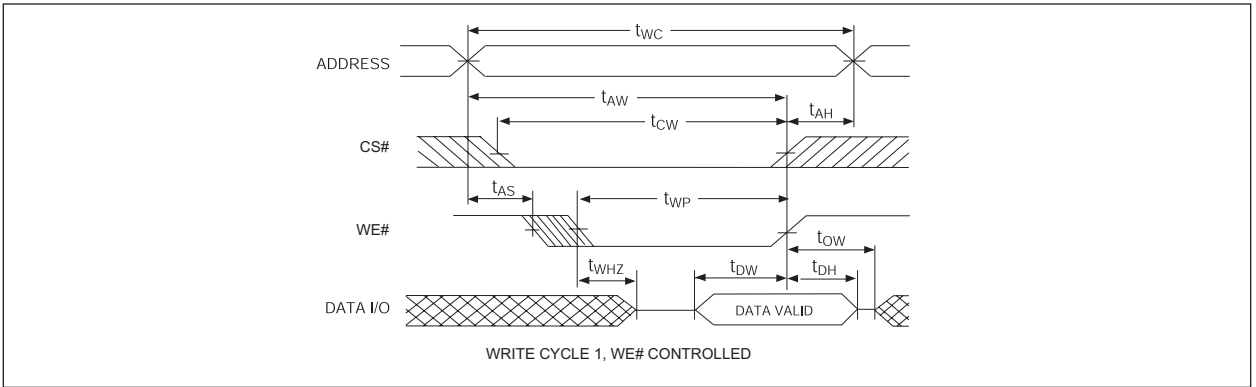 tWC
ADDRESS
tAW
tAH
tCW
CS#
tAS
tWP
WE#
tOW
tWHZ
tDW
tDH
DATA I/O
DATA VALID
WRITE CYCLE 1, WE# CONTROLLED